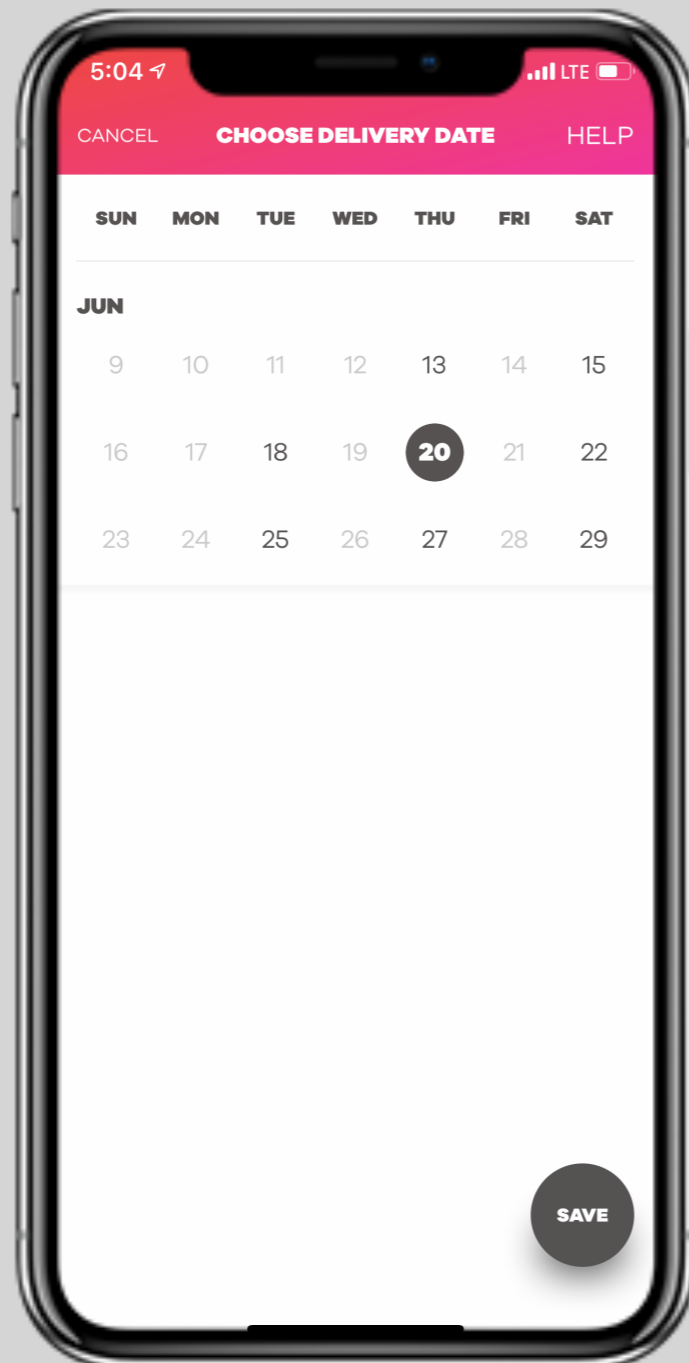 5:04 LTE
CANCEL CHOOSE DELIVERY DATE HELP
SUN MON TUE WED THU FRI SAT
JUN
9 10 11 12 13 14 15
16 17 18 19 20 21 22
23 24 25 26 27 28 29
SAVE